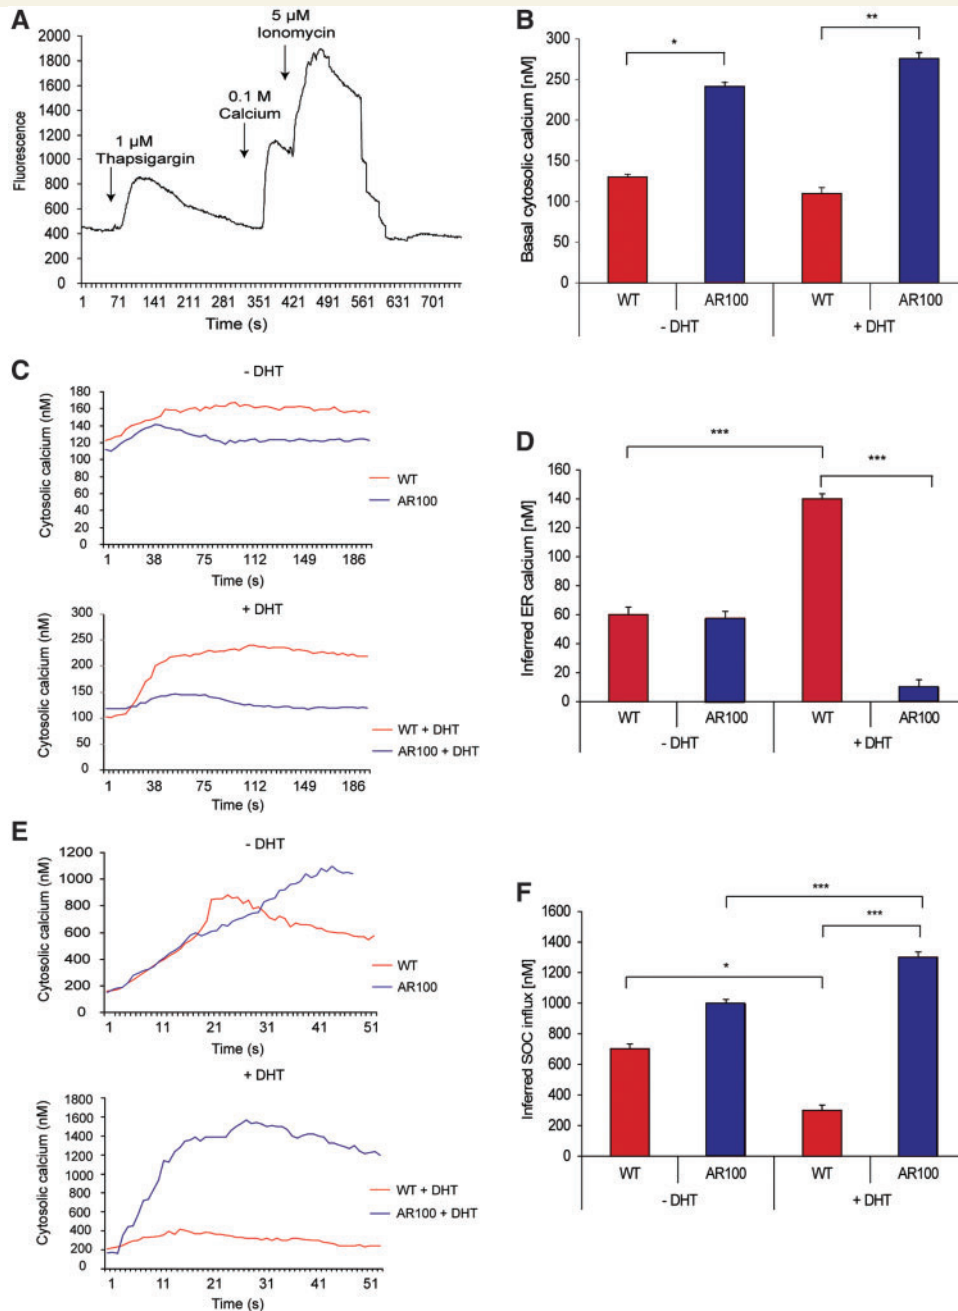 A
5 µM
Ionomycin
0.1 M
Calcium
1 µM
Thapsigargin
Fluorescence
2000
1800
1600
1400
1200
1000
800
600
400
200
0
1 71 141 211 281 351 421 491 561 631 701
Time (s)
B
Basal cytosolic calcium [nM]
300
250
200
150
100
50
0
*
**
WT AR100 WT AR100
- DHT + DHT
C
- DHT
Cytosolic calcium (nM)
180
160
140
120
100
80
60
40
20
0
1 38 75 112 149 186
Time (s)
WT
AR100
+ DHT
Cytosolic calcium (nM)
300
250
200
150
100
50
0
1 38 75 112 149 186
Time (s)
WT + DHT
AR100 + DHT
D
Inferred ER calcium [nM]
160
140
120
100
80
60
40
20
0
***
***
WT AR100 WT AR100
- DHT + DHT
E
- DHT
Cytosolic calcium (nM)
1200
1000
800
600
400
200
0
1 11 21 31 41 51
Time (s)
WT
AR100
+ DHT
Cytosolic calcium (nM)
1800
1600
1400
1200
1000
800
600
400
200
0
1 11 21 31 41 51
Time (s)
WT + DHT
AR100 + DHT
F
Inferred SOC influx [nM]
1600
1400
1200
1000
800
600
400
200
0
***
***
*
WT AR100 WT AR100
- DHT + DHT